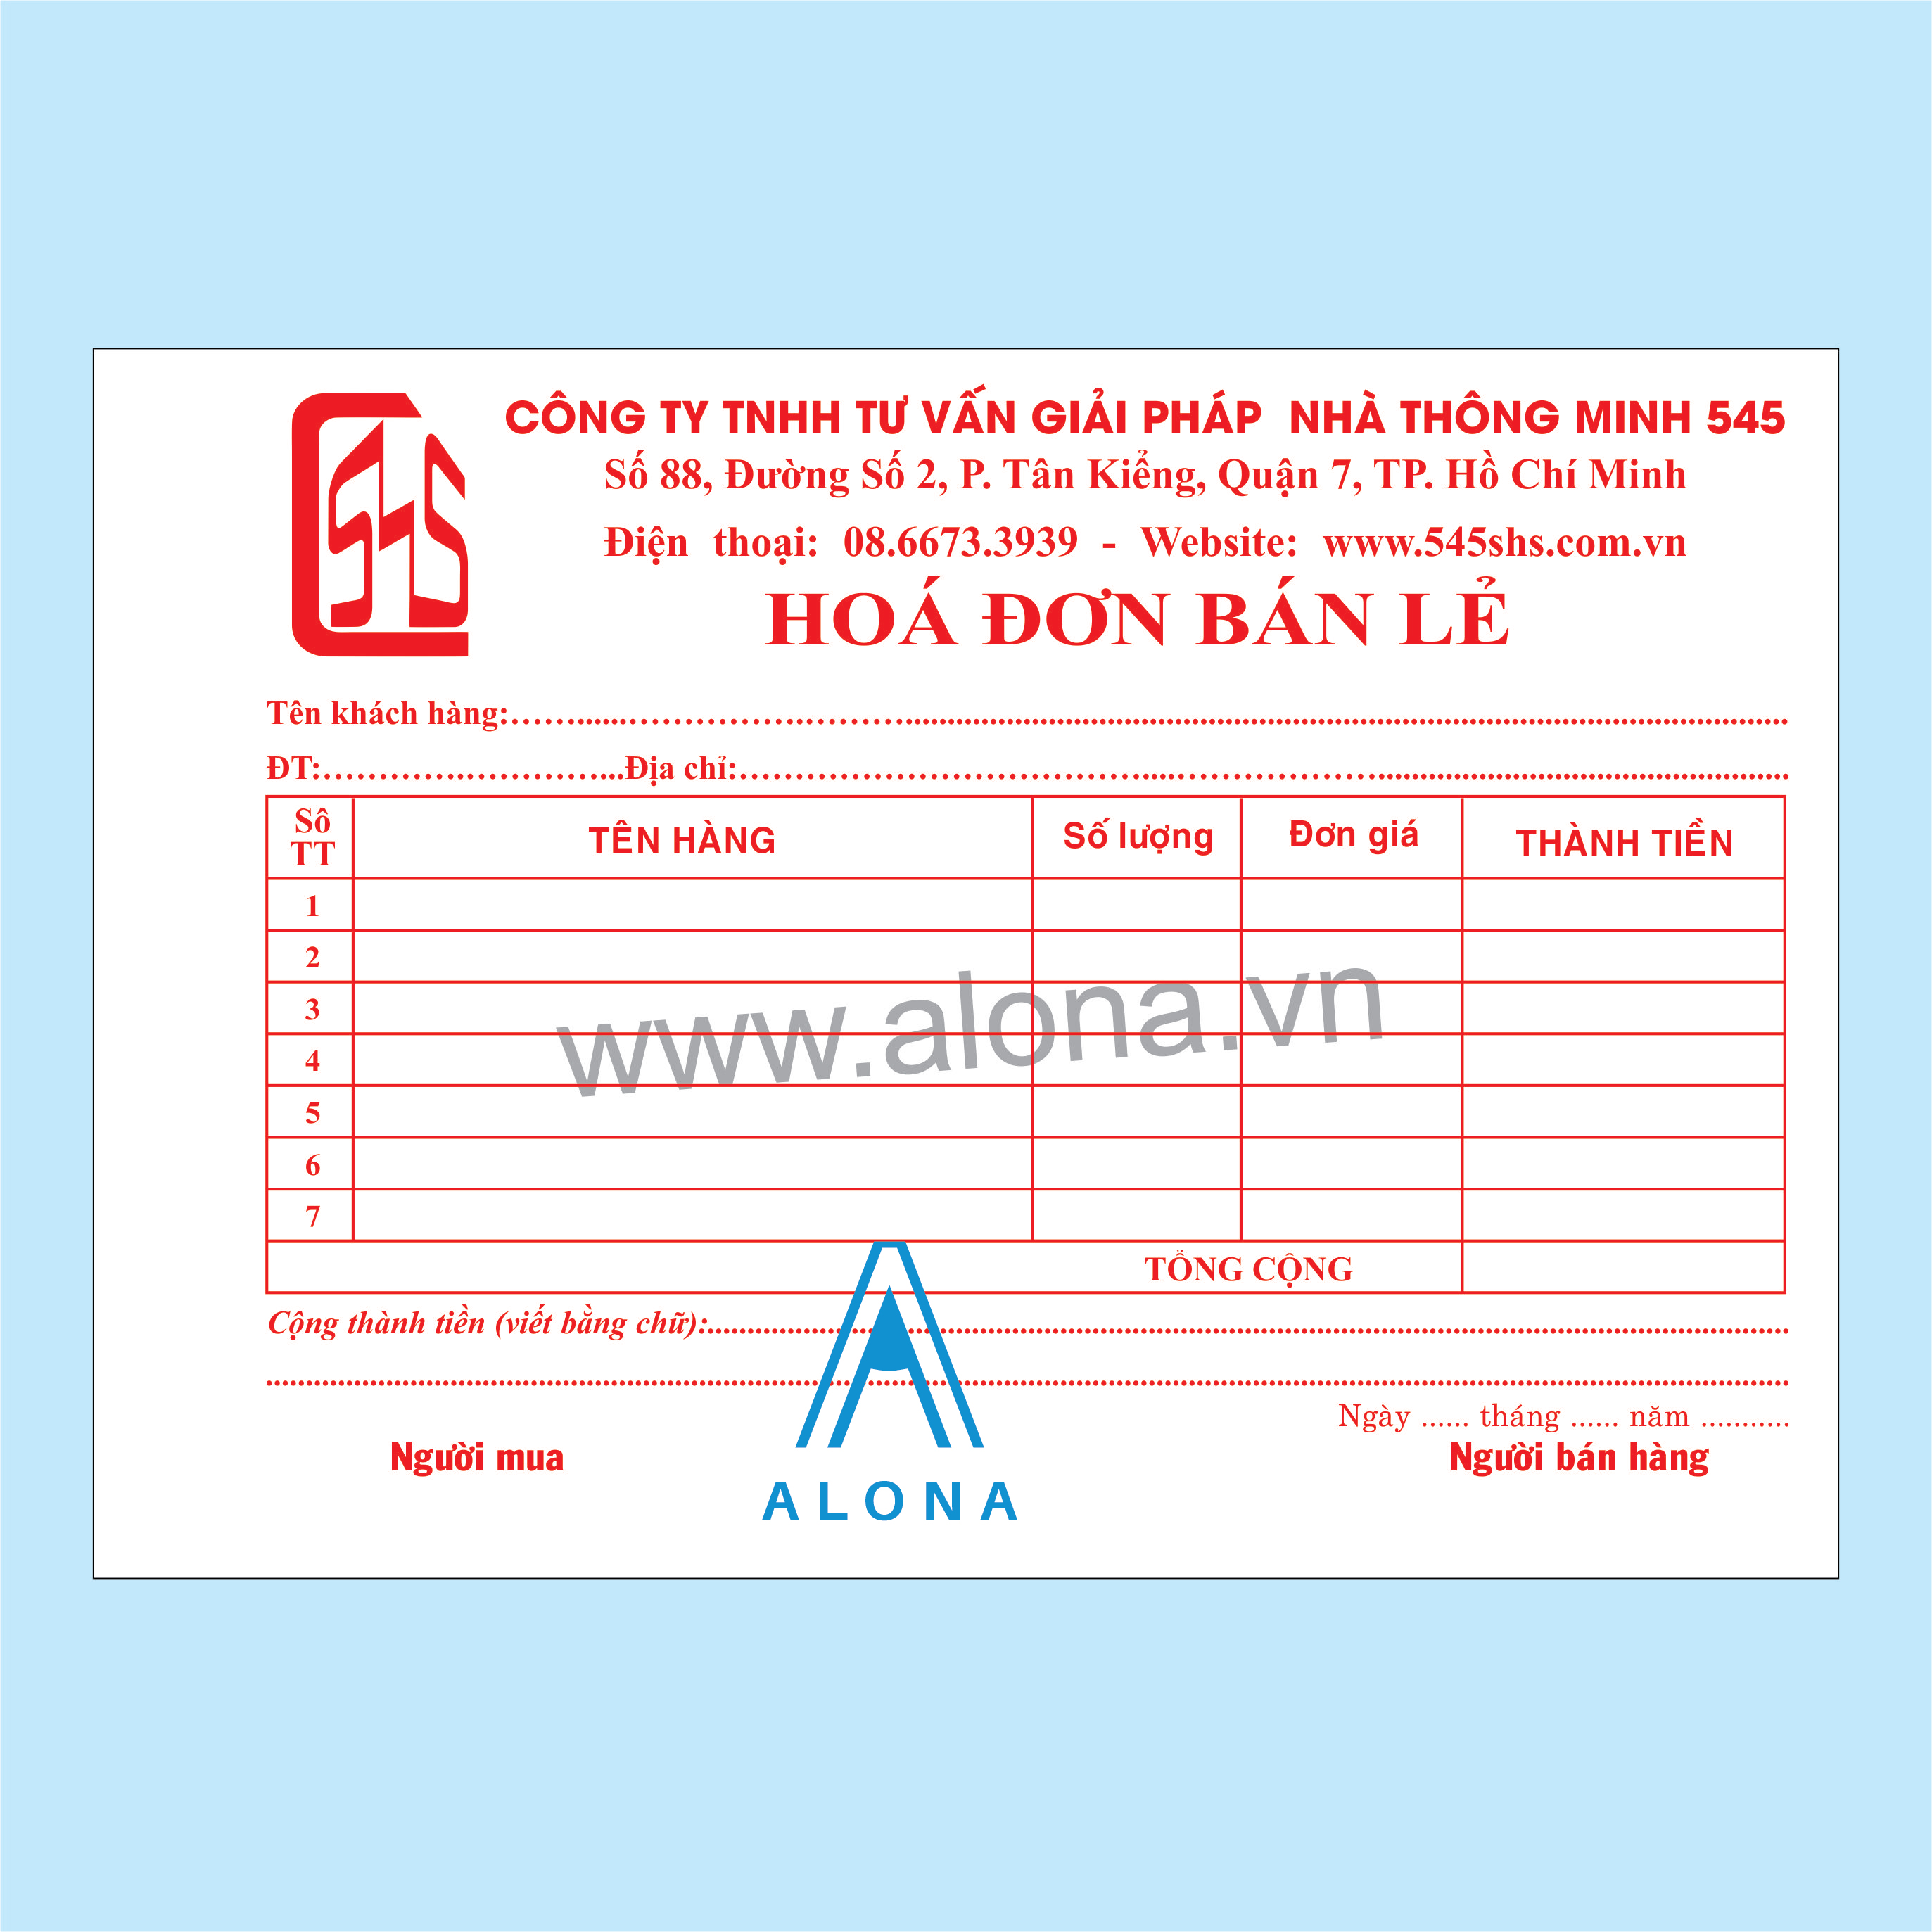 SHS
CÔNG TY TNHH TƯ VẤN GIẢI PHÁP NHÀ THÔNG MINH 545
Số 88, Đường Số 2, P. Tân Kiểng, Quận 7, TP. Hồ Chí Minh
Điện thoại: 08.6673.3939 - Website: www.545shs.com.vn
HOÁ ĐƠN BÁN LẺ
Tên khách hàng:
ĐT: Địa chỉ:
Sô TT TÊN HÀNG Số lượng Đơn giá THÀNH TIỀN
1
2
3
4
5
6
7
www.alona.vn
TỔNG CỘNG
Cộng thành tiền (viết bằng chữ):
Ngày ...... tháng ...... năm ...........
Người mua Người bán hàng
ALONA